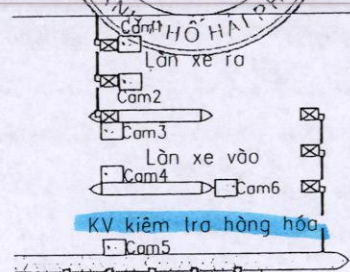 Cam1
HỐ HẢI PH
Làn xe ra
Cam2
Cam3
Làn xe vào
Cam4
Cam6
KV kiểm tra hàng hóa
Cam5